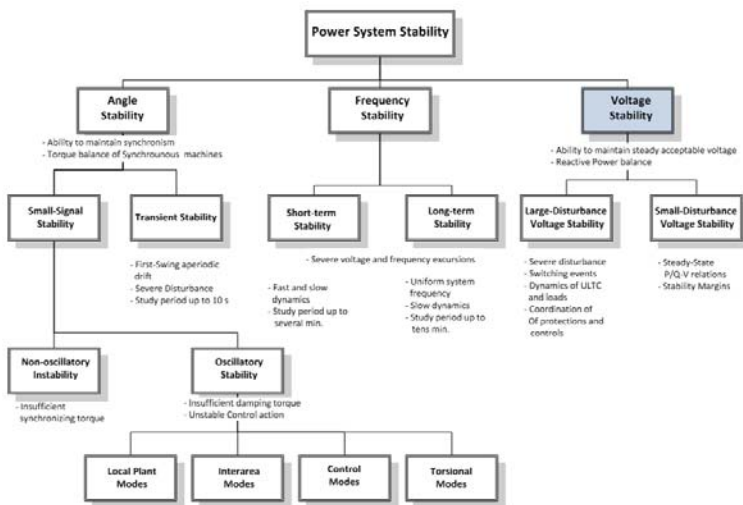 Power System Stability
Angle
Stability
Frequency
Stability
Voltage
Stability
- Ability to maintain synchronism
- Torque balance of Synchrounous machines
- Ability to maintain steady acceptable voltage
- Reactive Power balance
Small-Signal
Stability
Transient Stability
Short-term
Stability
Long-term
Stability
Large-Disturbance
Voltage Stability
Small-Disturbance
Voltage Stability
- First-Swing aperiodic
drift
- Severe Disturbance
- Study period up to 10 s
- Severe voltage and frequency excursions
- Fast and slow
dynamics
- Study period up to
several min.
- Uniform system
frequency
- Slow dynamics
- Study period up to
tens min.
- Severe disturbance
- Switching events
- Dynamics of ULTC
and loads
- Coordination of
Of protections and
controls
- Steady-State
P/Q-V relations
- Stability Margins
Non-oscillatory
Instability
Oscillatory
Stability
- Insufficient
synchronizing torque
- Insufficient damping torque
- Unstable Control action
Local Plant
Modes
Interarea
Modes
Control
Modes
Torsional
Modes